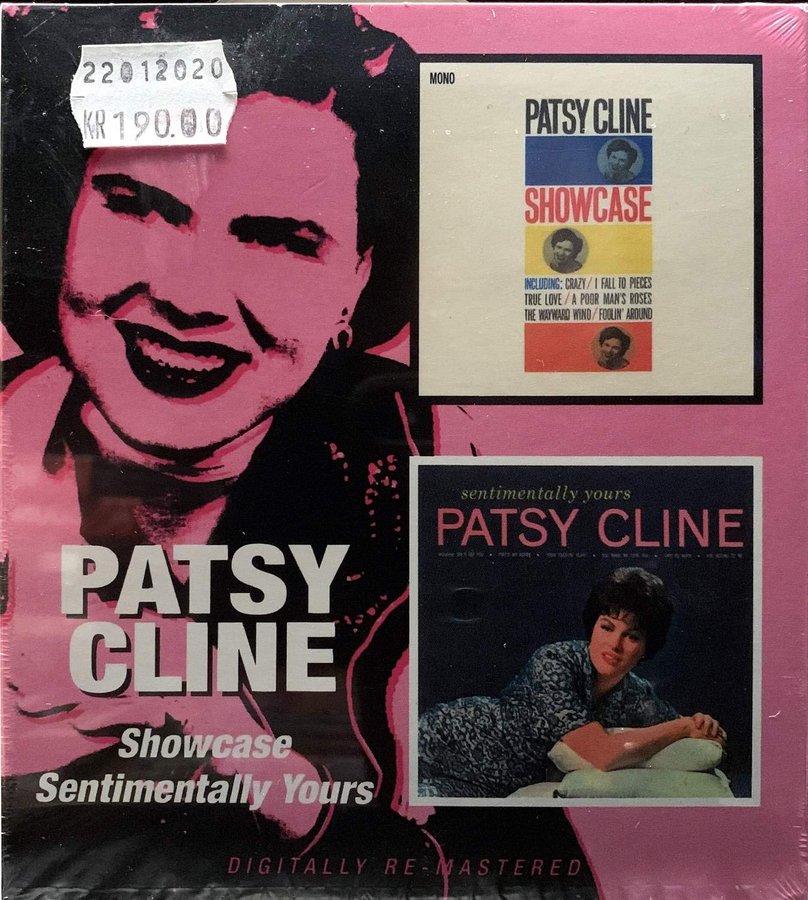 22012020
KR 190.00
MONO
PATSY CLINE
SHOWCASE
INCLUDING: CRAZY / I FALL TO PIECES
TRUE LOVE / A POOR MAN'S ROSES
THE WAYWARD WIND / FOOLIN' AROUND
sentimentally yours
PATSY CLINE
PATSY
CLINE
Showcase
Sentimentally Yours
DIGITALLY RE-MASTERED